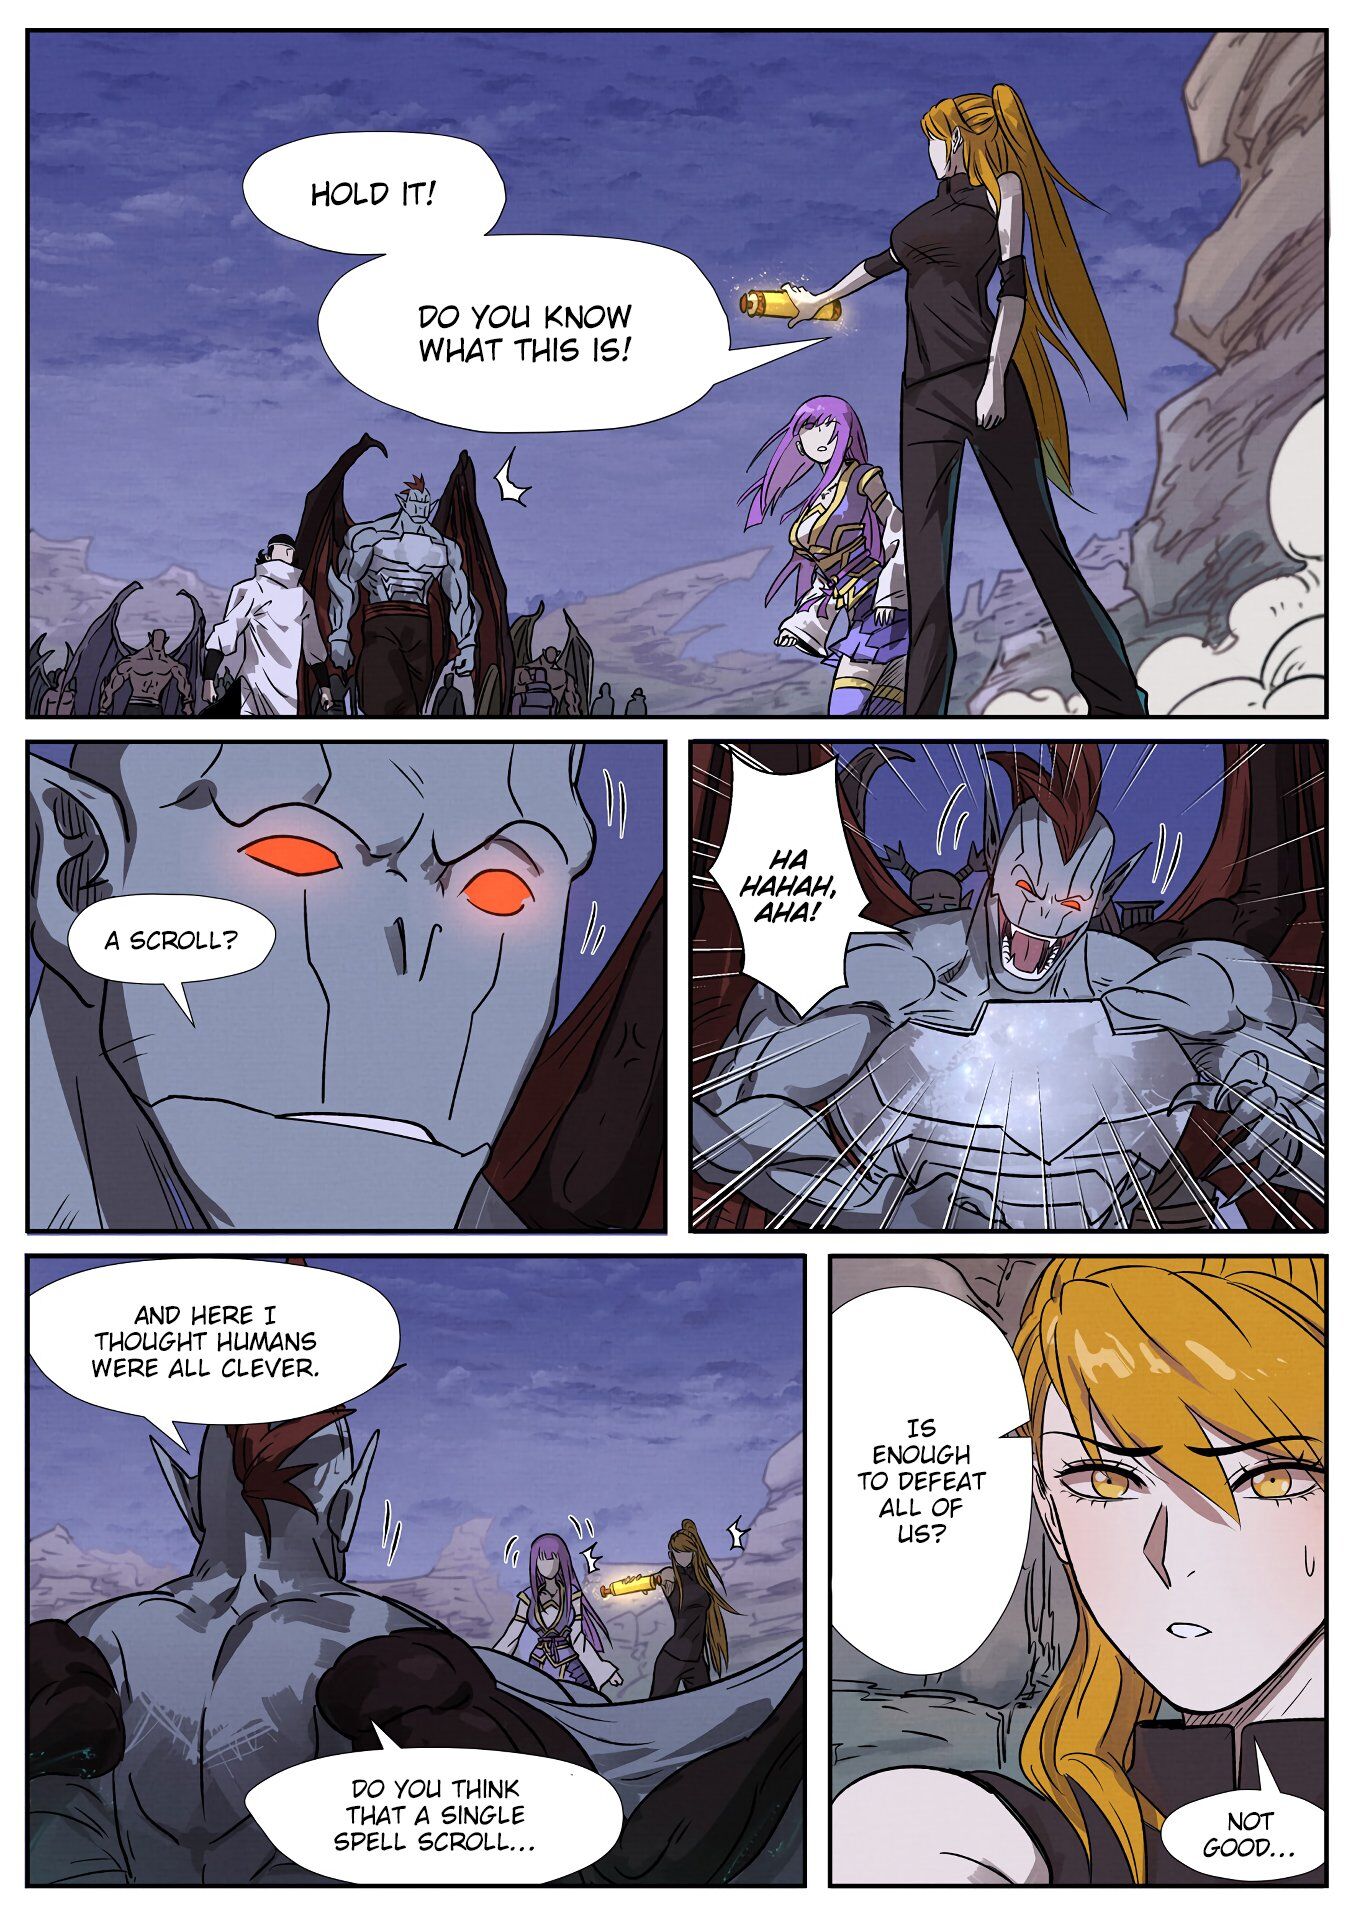 HOLD IT!
DO YOU KNOW
WHAT THIS IS!
A SCROLL?
HA
HAHAH,
AHA!
AND HERE I
THOUGHT HUMANS
WERE ALL CLEVER.
DO YOU THINK
THAT A SINGLE
SPELL SCROLL...
IS
ENOUGH
TO DEFEAT
ALL OF
US?
NOT
GOOD...